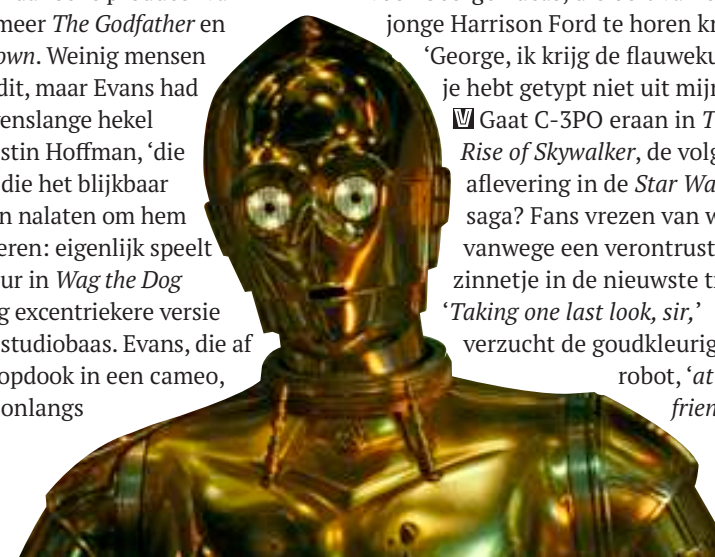 meer The Godfather en
own. Weinig mensen
dit, maar Evans had
enslange hekel
stin Hoffman, ‘die
die het blijkbaar
n nalaten om hem
eren: eigenlijk speelt
ur in Wag the Dog
g excentriekere versie
studiobaas. Evans, die af
opdook in een cameo,
onlangs
jonge Harrison Ford te horen kr
‘George, ik krijg de flauweku
je hebt getypt niet uit mijn
Gaat C-3PO eraan in T
Rise of Skywalker, de volg
aflevering in de Star Wa
saga? Fans vrezen van w
vanwege een verontrust
zinnetje in de nieuwste t
‘Taking one last look, sir,’
verzucht de goudkleurig
robot, ‘at
frien